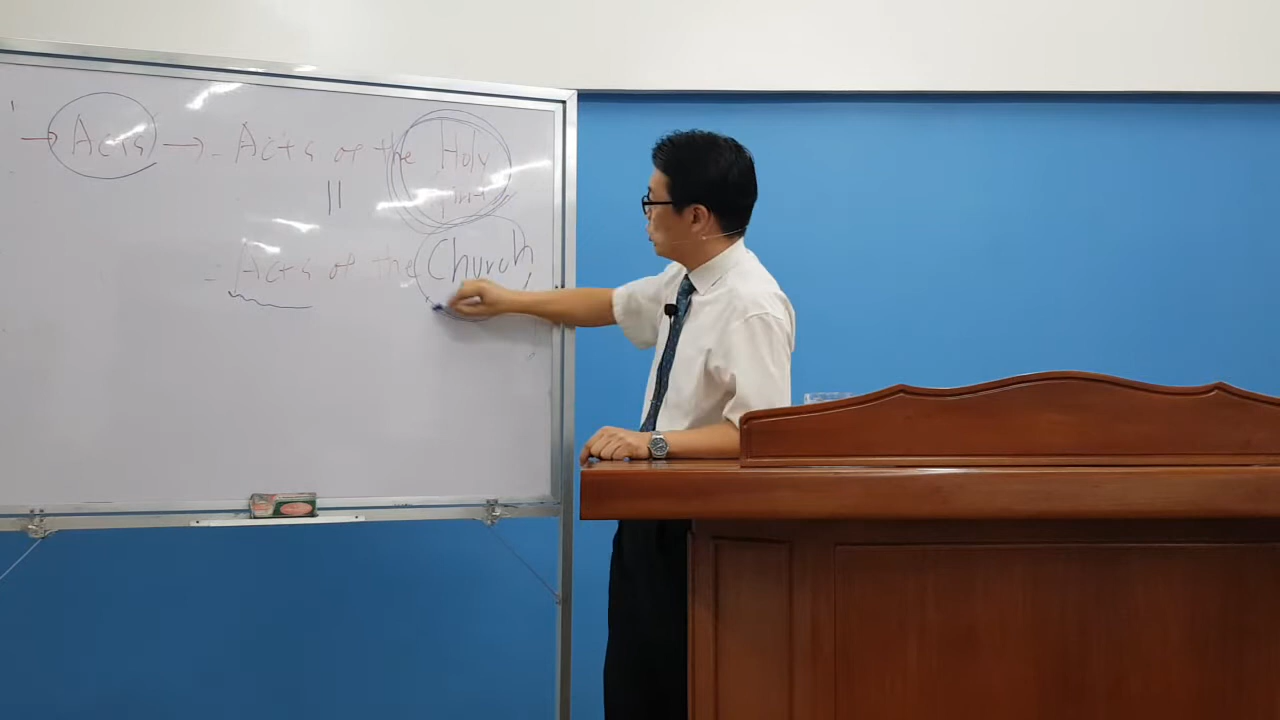 → Acts → - Acts of the Holy
||
- Acts of the Church